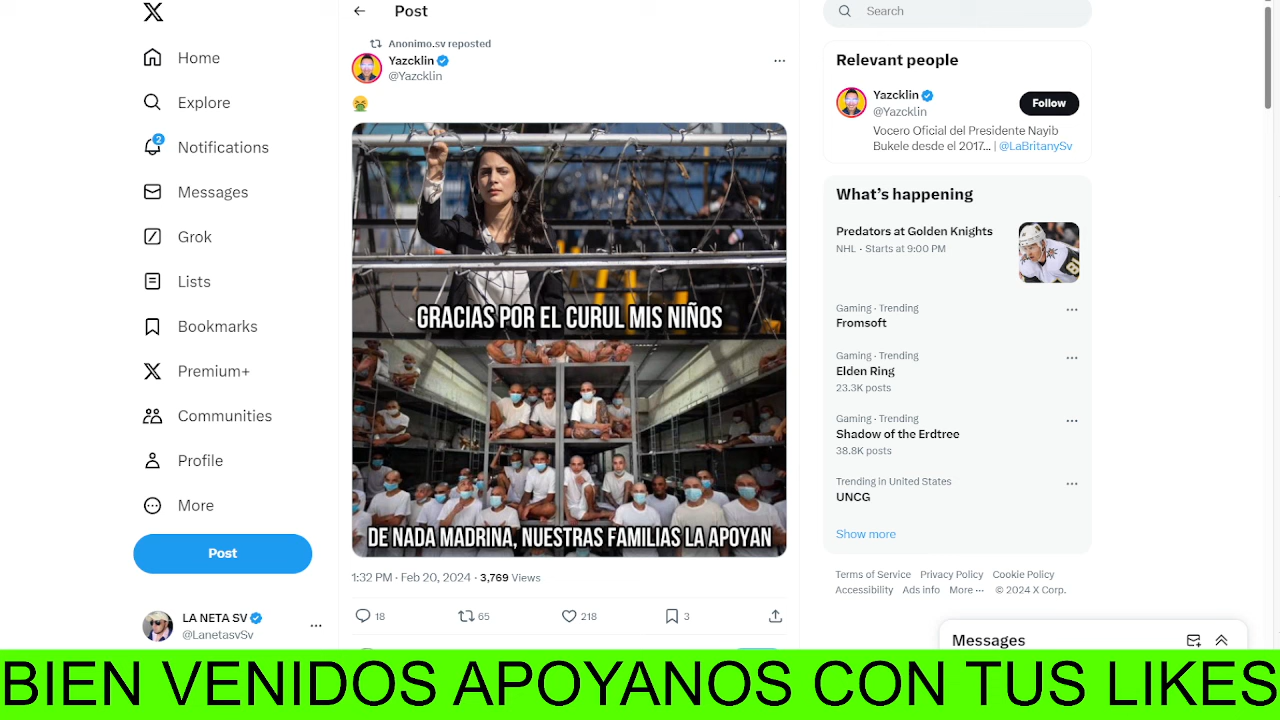 Home
Explore
2
Notifications
Messages
Grok
Lists
Bookmarks
Premium+
Communities
Profile
More
Post
LA NETA SV
@LanetasvSv
Post
Anonimo.sv reposted
Yazcklin
@Yazcklin
GRACIAS POR EL CURUL MIS NIÑOS
DE NADA MADRINA, NUESTRAS FAMILIAS LA APOYAN
1:32 PM · Feb 20, 2024 · 3,769 Views
18 65 218 3
Search
Relevant people
Yazcklin
@Yazcklin
Follow
Vocero Oficial del Presidente Nayib
Bukele desde el 2017... | @LaBritanySv
What's happening
Predators at Golden Knights
NHL · Starts at 9:00 PM
Gaming · Trending
Fromsoft
Gaming · Trending
Elden Ring
23.3K posts
Gaming · Trending
Shadow of the Erdtree
38.8K posts
Trending in United States
UNCG
Show more
Terms of Service Privacy Policy Cookie Policy
Accessibility Ads info More ··· © 2024 X Corp.
Messages
BIEN VENIDOS APOYANOS CON TUS LIKES